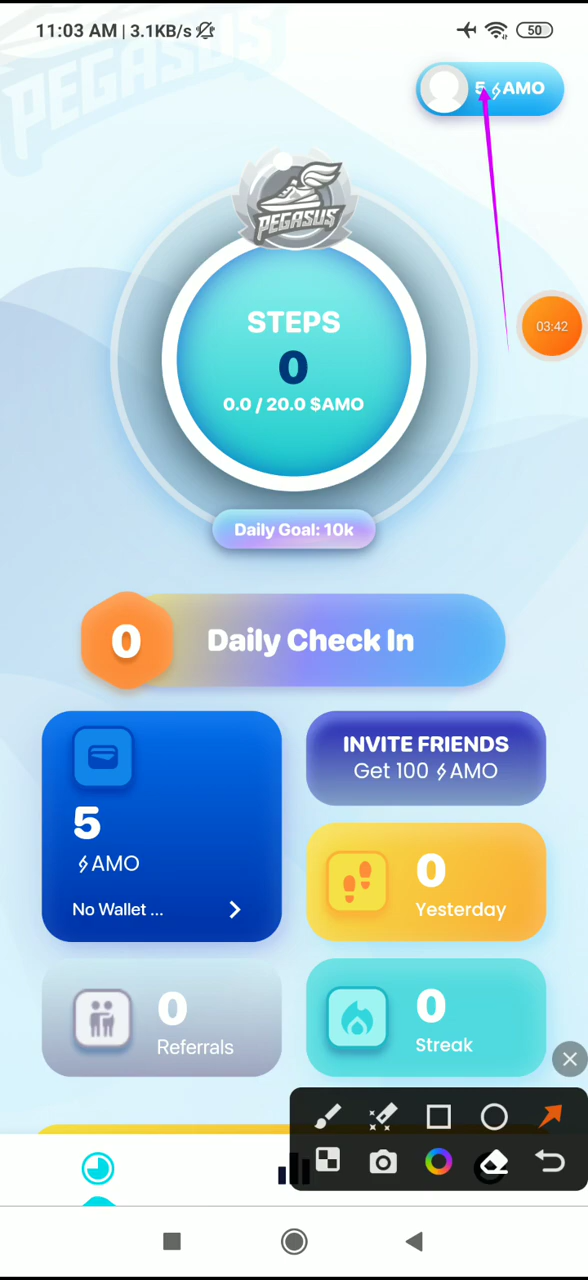 11:03 AM | 3.1KB/s
50
PEGASUS
5 AMO
PEGASUS
STEPS
0
0.0 / 20.0 $AMO
03:42
Daily Goal: 10k
0 Daily Check In
INVITE FRIENDS
Get 100 AMO
5
AMO
No Wallet ...
0
Yesterday
0
Referrals
0
Streak